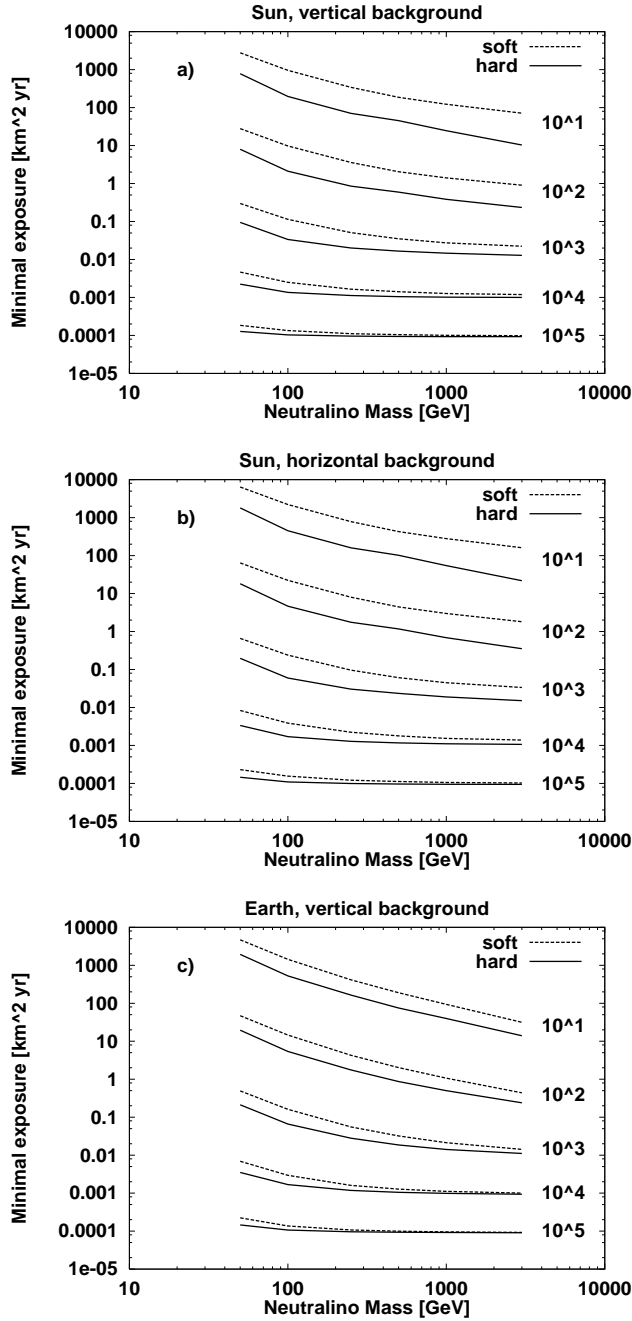 Sun, vertical background
Minimal exposure [km^2 yr]
10000
1000
100
10
1
0.1
0.01
0.001
0.0001
1e-05
a)
soft
hard
10^1
10^2
10^3
10^4
10^5
10 100 1000 10000
Neutralino Mass [GeV]
Sun, horizontal background
Minimal exposure [km^2 yr]
10000
1000
100
10
1
0.1
0.01
0.001
0.0001
1e-05
b)
soft
hard
10^1
10^2
10^3
10^4
10^5
10 100 1000 10000
Neutralino Mass [GeV]
Earth, vertical background
Minimal exposure [km^2 yr]
10000
1000
100
10
1
0.1
0.01
0.001
0.0001
1e-05
c)
soft
hard
10^1
10^2
10^3
10^4
10^5
10 100 1000 10000
Neutralino Mass [GeV]